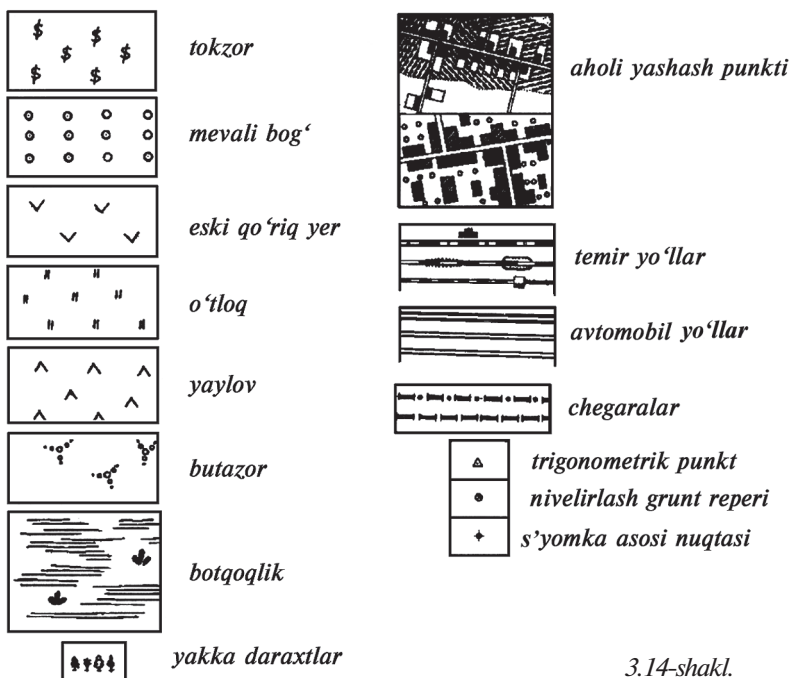 tokzor
mevali bog‘
eski qo‘riq yer
o‘tloq
yaylov
butazor
botqoqlik
yakka daraxtlar
aholi yashash punkti
temir yo‘llar
avtomobil yo‘llar
chegaralar
trigonometrik punkt
nivelirlash grunt reperi
s’yomka asosi nuqtasi
3.14-shakl.